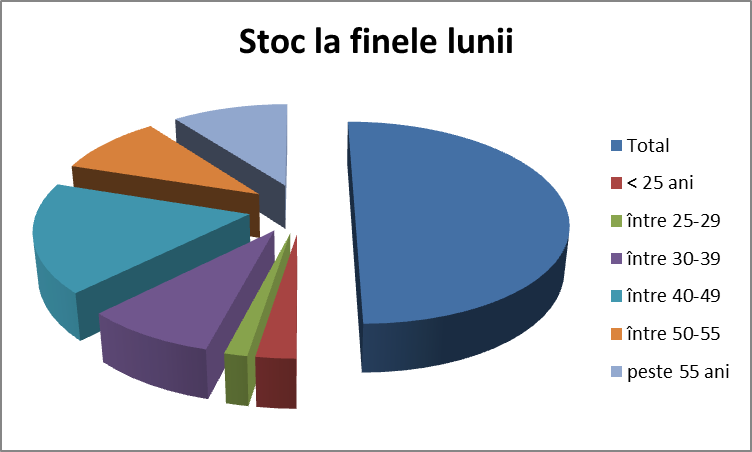 Stoc la finele lunii
Total
< 25 ani
între 25-29
între 30-39
între 40-49
între 50-55
peste 55 ani